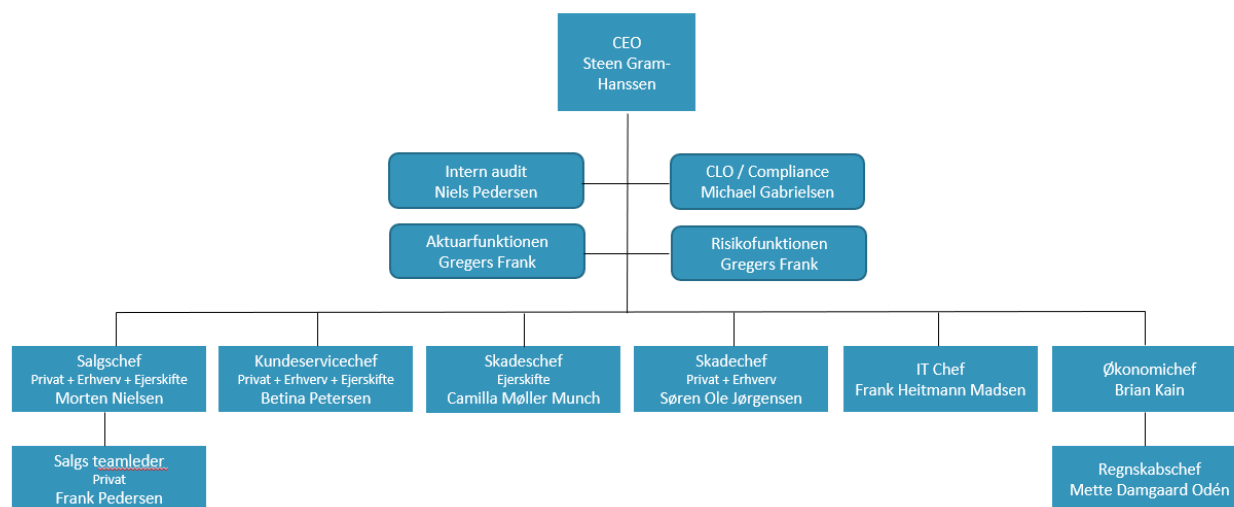 CEO
Steen Gram-
Hanssen
Intern audit
Niels Pedersen
CLO / Compliance
Michael Gabrielsen
Aktuarfunktionen
Gregers Frank
Risikofunktionen
Gregers Frank
Salgschef
Privat + Erhverv + Ejerskifte
Morten Nielsen
Kundeservicechef
Privat + Erhverv + Ejerskifte
Betina Petersen
Skadeschef
Ejerskifte
Camilla Møller Munch
Skadechef
Privat + Erhverv
Søren Ole Jørgensen
IT Chef
Frank Heitmann Madsen
Økonomichef
Brian Kain
Salgs teamleder
Privat
Frank Pedersen
Regnskabschef
Mette Damgaard Odén